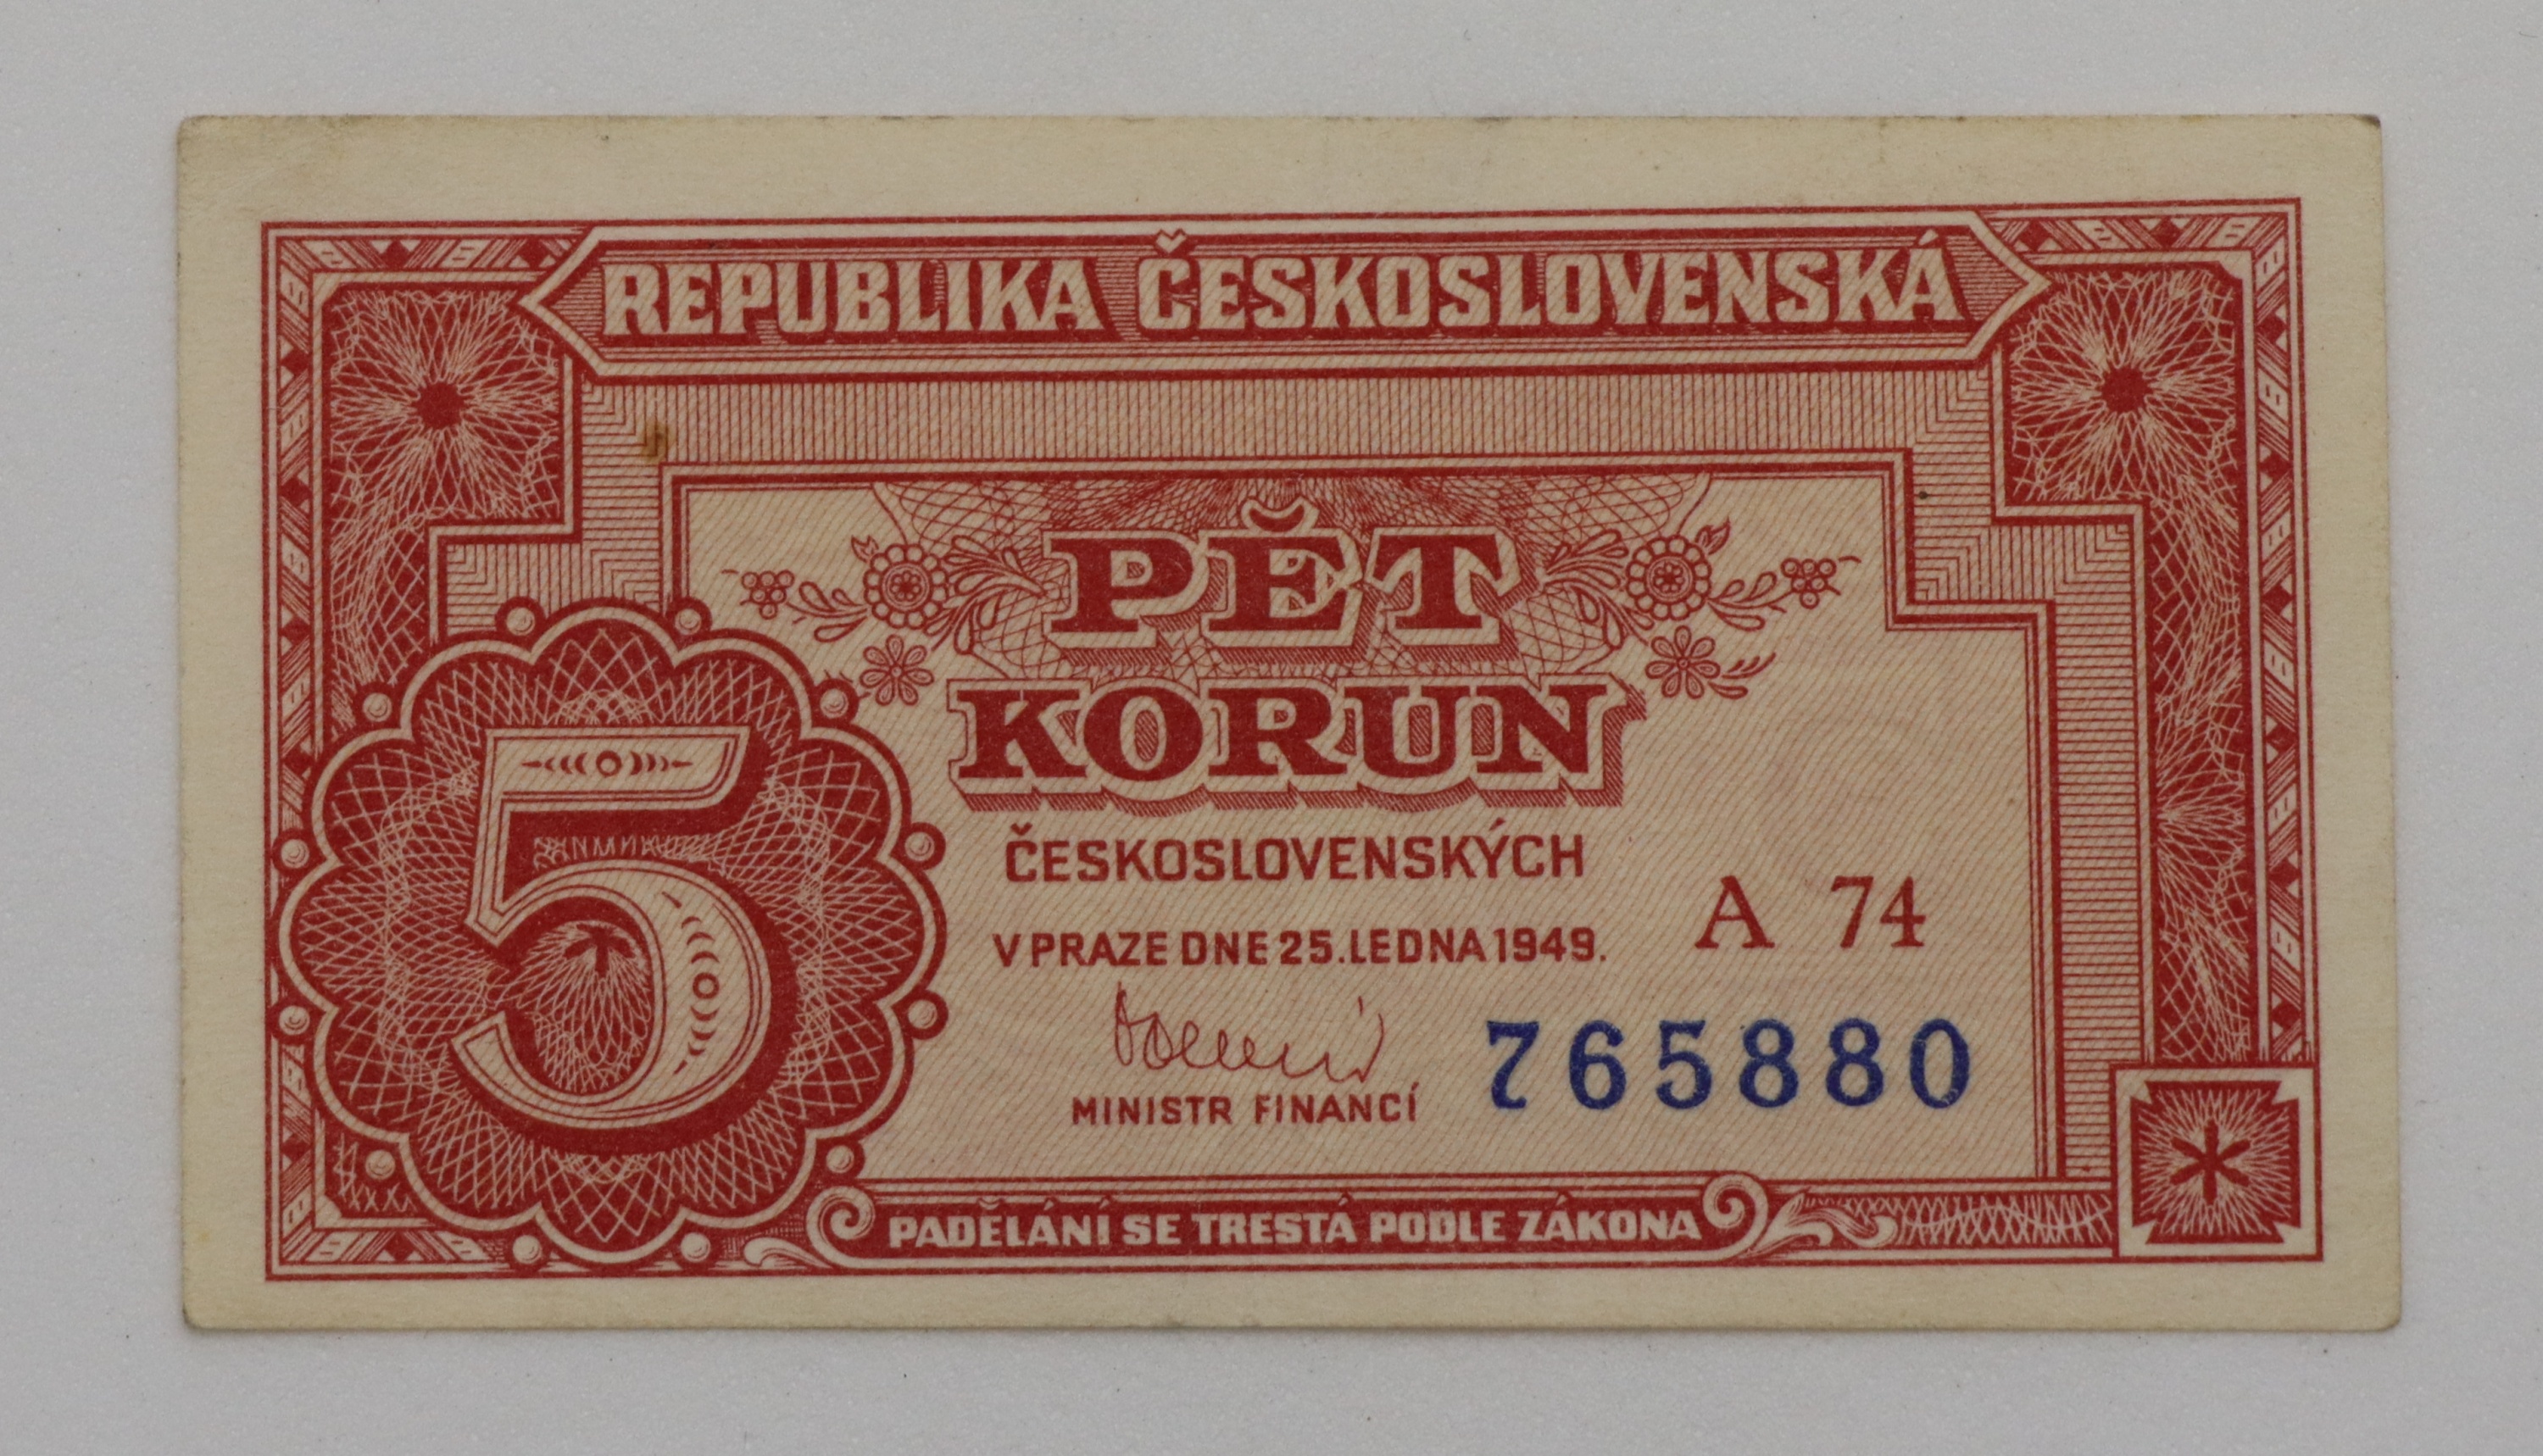 REPUBLIKA ČESKOSLOVENSKÁ
PĚT
KORUN
5
ČESKOSLOVENSKÝCH
A 74
V PRAZE DNE 25. LEDNA 1949.
765880
MINISTR FINANCÍ
PADĚLÁNÍ SE TRESTÁ PODLE ZÁKONA